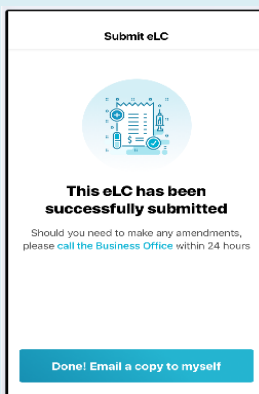 Submit eLC
This eLC has been
successfully submitted
Should you need to make any amendments,
please call the Business Office within 24 hours
Done! Email a copy to myself